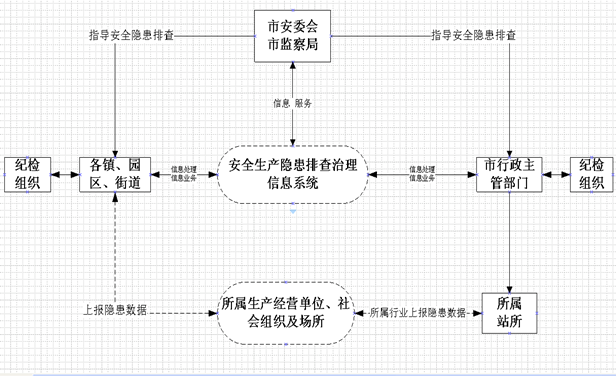 市安委会
市监察局
指导安全隐患排查
指导安全隐患排查
信息 服务
纪检
组织
各镇、园
区、街道
信息处理
信息业务
安全生产隐患排查治理
信息系统
信息处理
信息业务
市行政主
管部门
纪检
组织
上报隐患数据
所属生产经营单位、社
会组织及场所
所属行业上报隐患数据
所属
站所